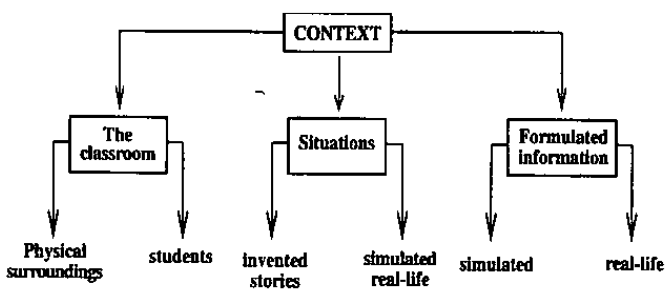 CONTEXT
The
classroom
Situations
Formulated
information
Physical
surroundings
students
invented
stories
simulated
real-life
simulated
real-life